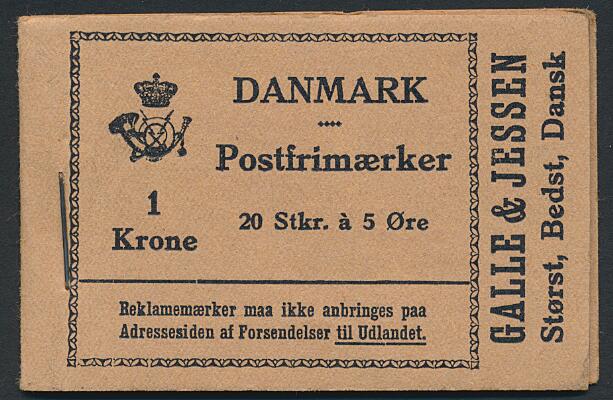 DANMARK
Postfrimærker
1
Krone
20 Stkr. à 5 Øre
Reklamemærker maa ikke anbringes paa
Adressesiden af Forsendelser til Udlandet.
GALLE & JESSEN
Størst, Bedst, Dansk